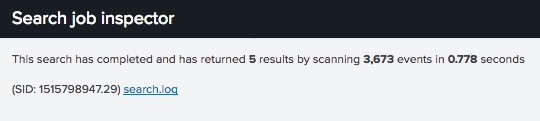 Search job inspector
This search has completed and has returned 5 results by scanning 3,673 events in 0.778 seconds
(SID: 1515798947.29) search.log